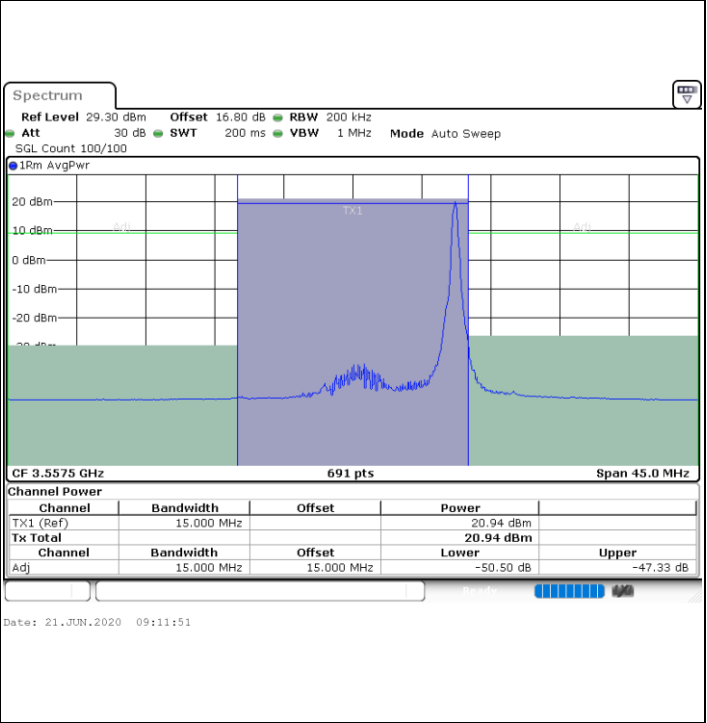 Spectrum
Ref Level 29.30 dBm Offset 16.80 dB RBW 200 kHz
Att 30 dB SWT 200 ms VBW 1 MHz Mode Auto Sweep
SGL Count 100/100
1Rm AvgPwr
20 dBm
TX1
Adj Adj
10 dBm
0 dBm
-10 dBm
-20 dBm
CF 3.5575 GHz 691 pts Span 45.0 MHz
Channel Power
Channel Bandwidth Offset Power
TX1 (Ref) 15.000 MHz 20.94 dBm
Tx Total 20.94 dBm
Channel Bandwidth Offset Lower Upper
Adj 15.000 MHz 15.000 MHz -50.50 dB -47.33 dB
Ready
Date: 21.JUN.2020 09:11:51